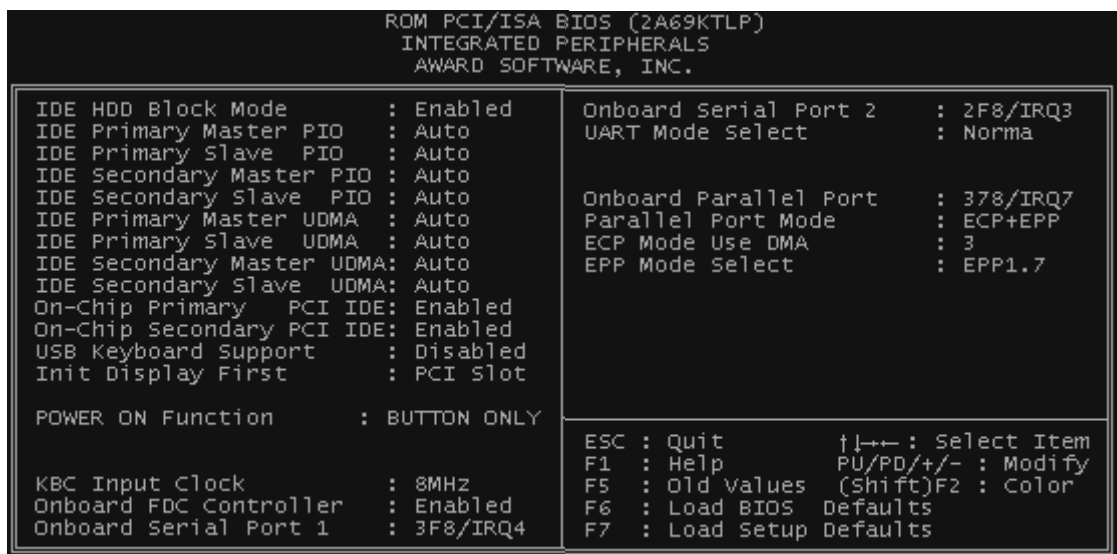 ROM PCI/ISA BIOS (2A69KTLP)
INTEGRATED PERIPHERALS
AWARD SOFTWARE, INC.
IDE HDD Block Mode : Enabled
IDE Primary Master PIO : Auto
IDE Primary Slave PIO : Auto
IDE Secondary Master PIO : Auto
IDE Secondary Slave PIO : Auto
IDE Primary Master UDMA : Auto
IDE Primary Slave UDMA : Auto
IDE Secondary Master UDMA: Auto
IDE Secondary Slave UDMA: Auto
On-Chip Primary PCI IDE: Enabled
On-Chip Secondary PCI IDE: Enabled
USB Keyboard Support : Disabled
Init Display First : PCI Slot
POWER ON Function : BUTTON ONLY
KBC Input Clock : 8MHz
Onboard FDC Controller : Enabled
Onboard Serial Port 1 : 3F8/IRQ4
Onboard Serial Port 2 : 2F8/IRQ3
UART Mode Select : Norma
Onboard Parallel Port : 378/IRQ7
Parallel Port Mode : ECP+EPP
ECP Mode Use DMA : 3
EPP Mode Select : EPP1.7
ESC : Quit ↑↓→← : Select Item
F1 : Help PU/PD/+/- : Modify
F5 : Old Values (Shift)F2 : Color
F6 : Load BIOS Defaults
F7 : Load Setup Defaults